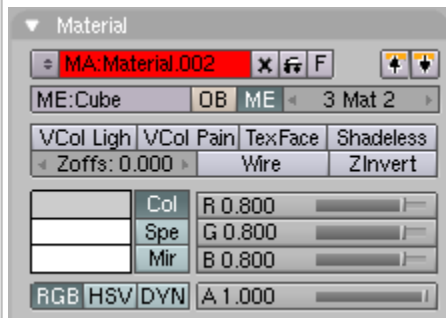 Material
MA:Material.002 F
ME:Cube OB ME 3 Mat 2
VCol Ligh VCol Pain TexFace Shadeless
Zoffs: 0.000 Wire ZInvert
Col R 0.800
Spe G 0.800
Mir B 0.800
RGB HSV DYN A 1.000